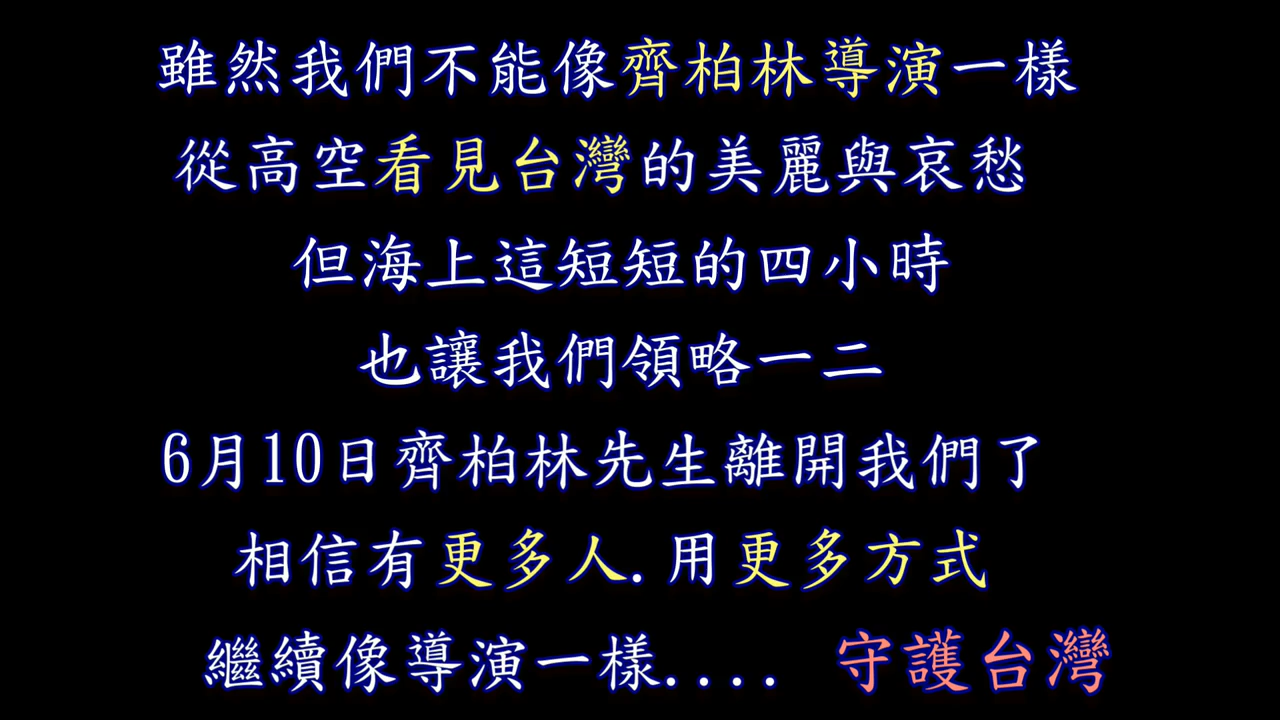 雖然我們不能像齊柏林導演一樣
從高空看見台灣的美麗與哀愁
但海上這短短的四小時
也讓我們領略一二
6月10日齊柏林先生離開我們了
相信有更多人.用更多方式
繼續像導演一樣.... 守護台灣